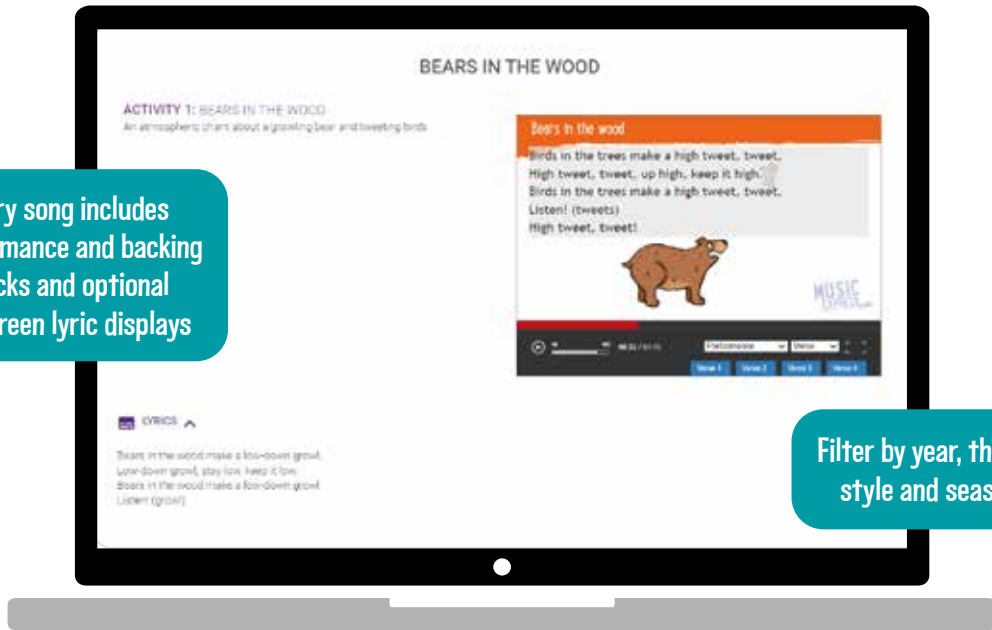 BEARS IN THE WOOD
ACTIVITY 1: BEARS IN THE WOOD
An atmospheric chant about a growling bear and tweeting birds
Bears in the wood
Birds in the trees make a high tweet, tweet,
High tweet, tweet, up high, keep it high.
Birds in the trees make a high tweet, tweet,
Listen! (tweets)
High tweet, tweet!
MUSIC
EXPRESS
Performance
Verse
Verse 1
Verse 2
Verse 3
Verse 4
ry song includes
mance and backing
cks and optional
reen lyric displays
LYRICS
Bears in the wood make a low-down growl,
Low-down growl, stay low, keep it low.
Bears in the wood make a low-down growl
Listen! (growl)
Filter by year, th
style and seas